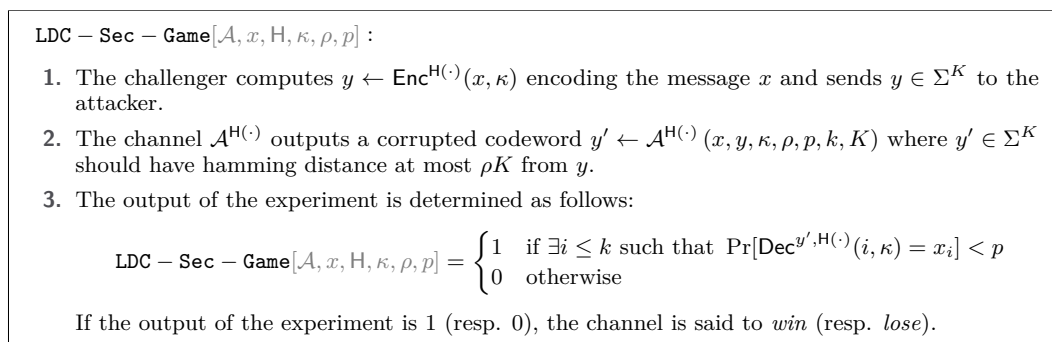 LDC − Sec − Game[𝒜, x, H, κ, ρ, p] :
1. The challenger computes y ← Enc^{H(·)}(x, κ) encoding the message x and sends y ∈ Σ^K to the
attacker.
2. The channel 𝒜^{H(·)} outputs a corrupted codeword y′ ← 𝒜^{H(·)} (x, y, κ, ρ, p, k, K) where y′ ∈ Σ^K
should have hamming distance at most ρK from y.
3. The output of the experiment is determined as follows:
LDC − Sec − Game[𝒜, x, H, κ, ρ, p] = { 1 if ∃i ≤ k such that Pr[Dec^{y′,H(·)}(i, κ) = x_i] < p
0 otherwise
If the output of the experiment is 1 (resp. 0), the channel is said to win (resp. lose).